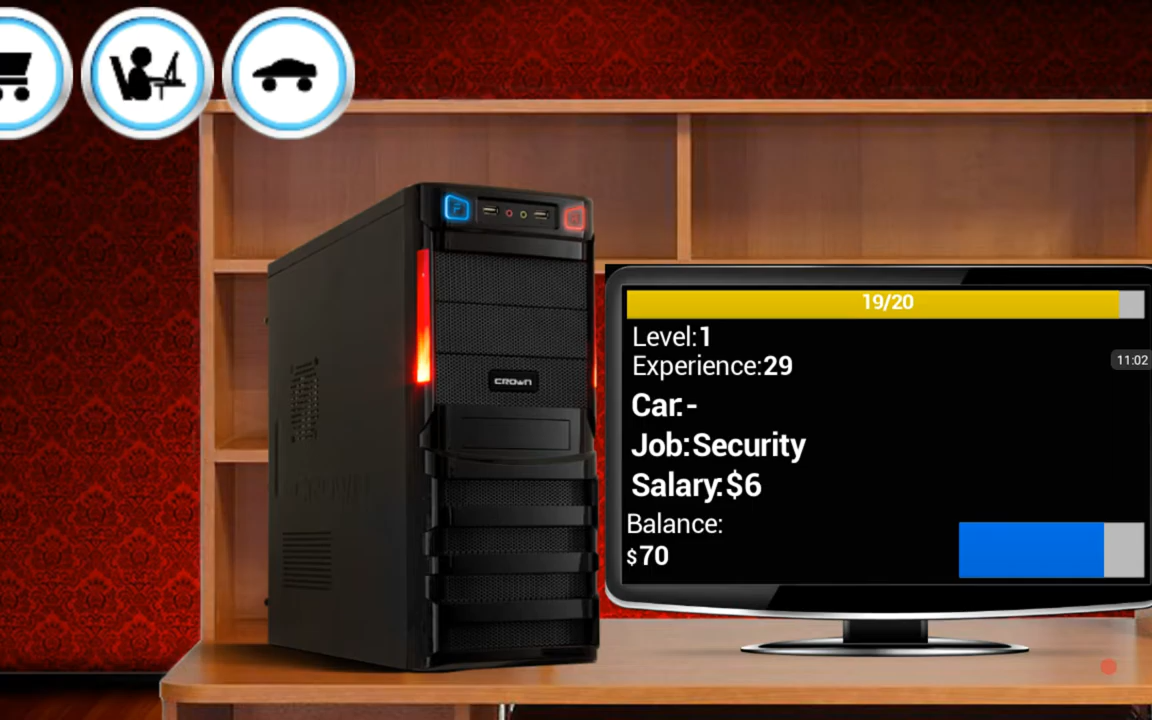 19/20
Level:1
Experience:29
11:02
Car:-
Job:Security
Salary:$6
Balance:
$70
CROWN